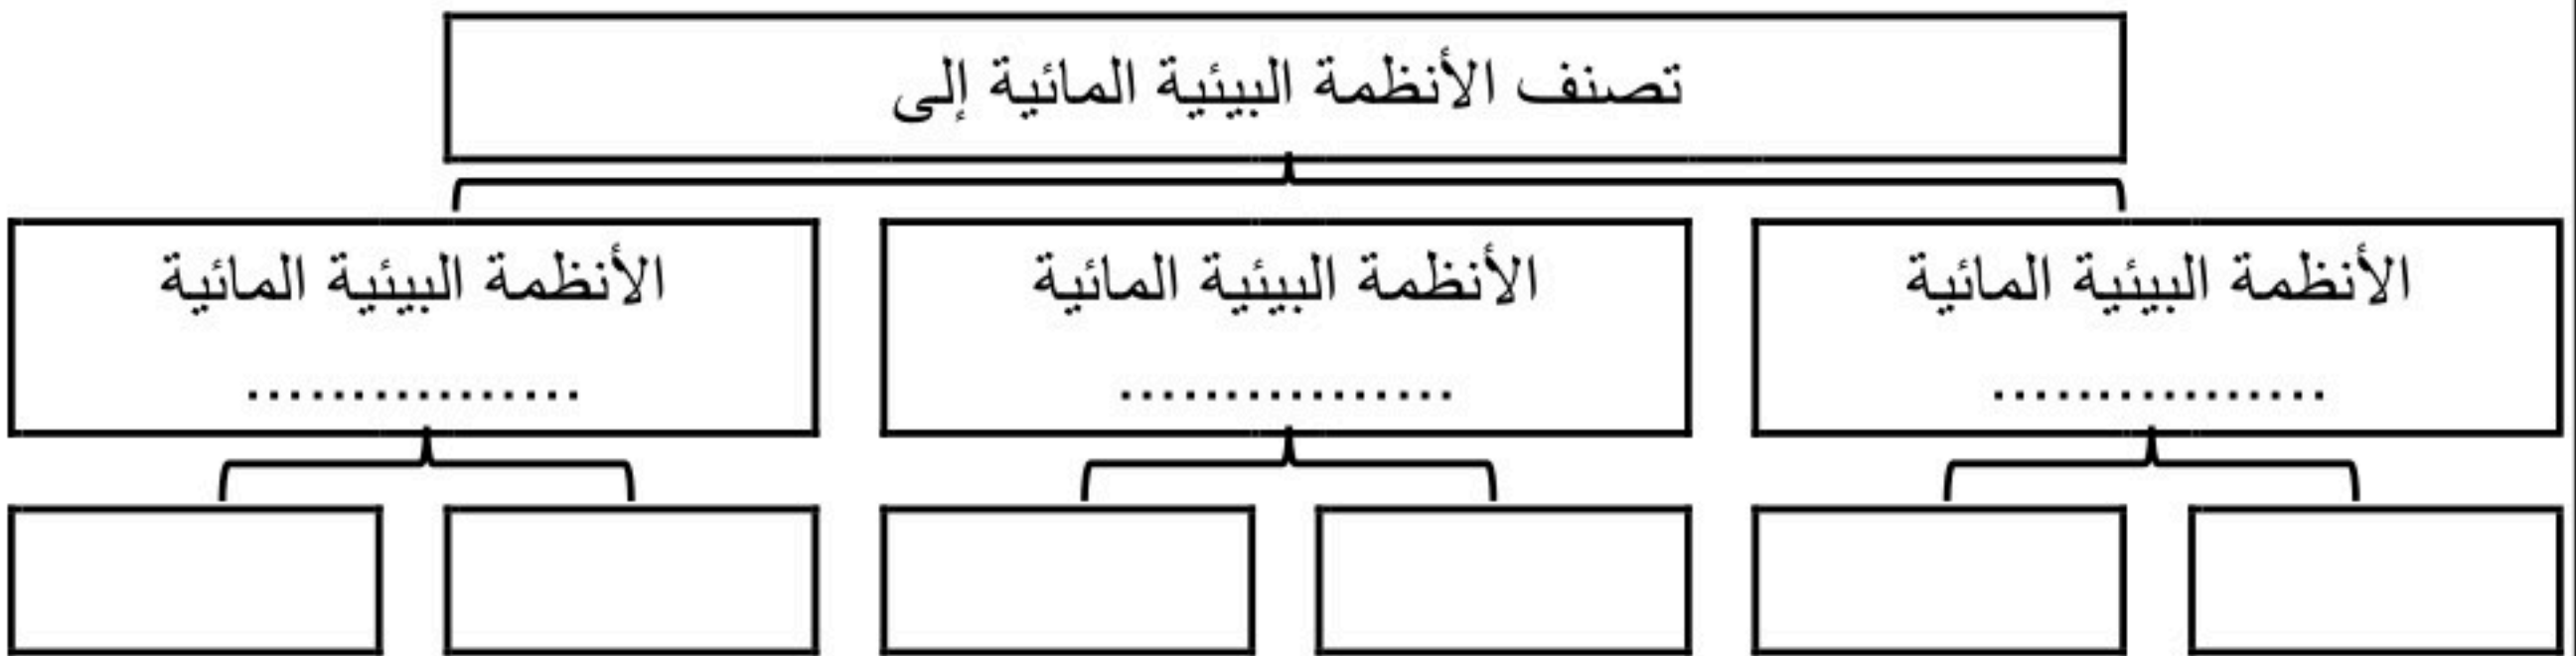 تصنف الأنظمة البيئية المائية إلى
الأنظمة البيئية المائية
................
الأنظمة البيئية المائية
................
الأنظمة البيئية المائية
................